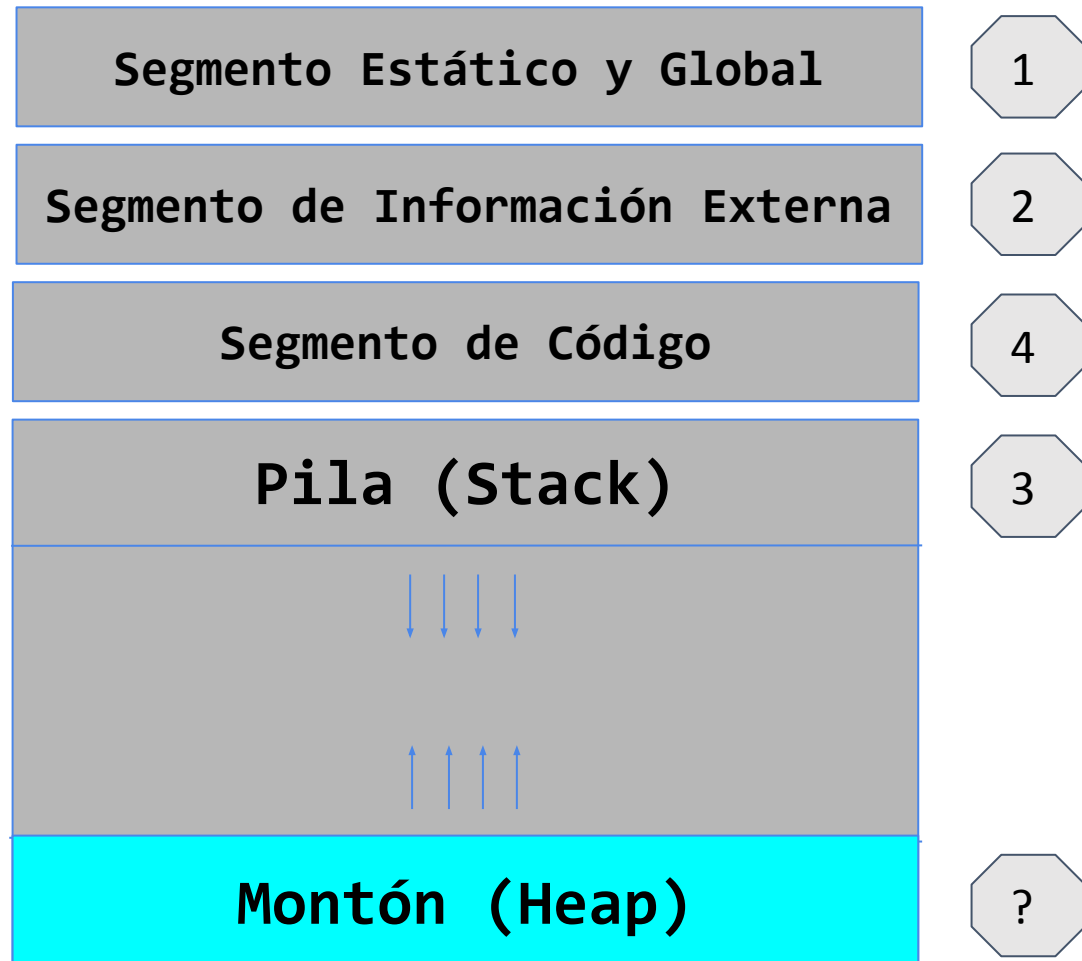 Segmento Estático y Global
1
Segmento de Información Externa
2
Segmento de Código
4
Pila (Stack)
3
Montón (Heap)
?